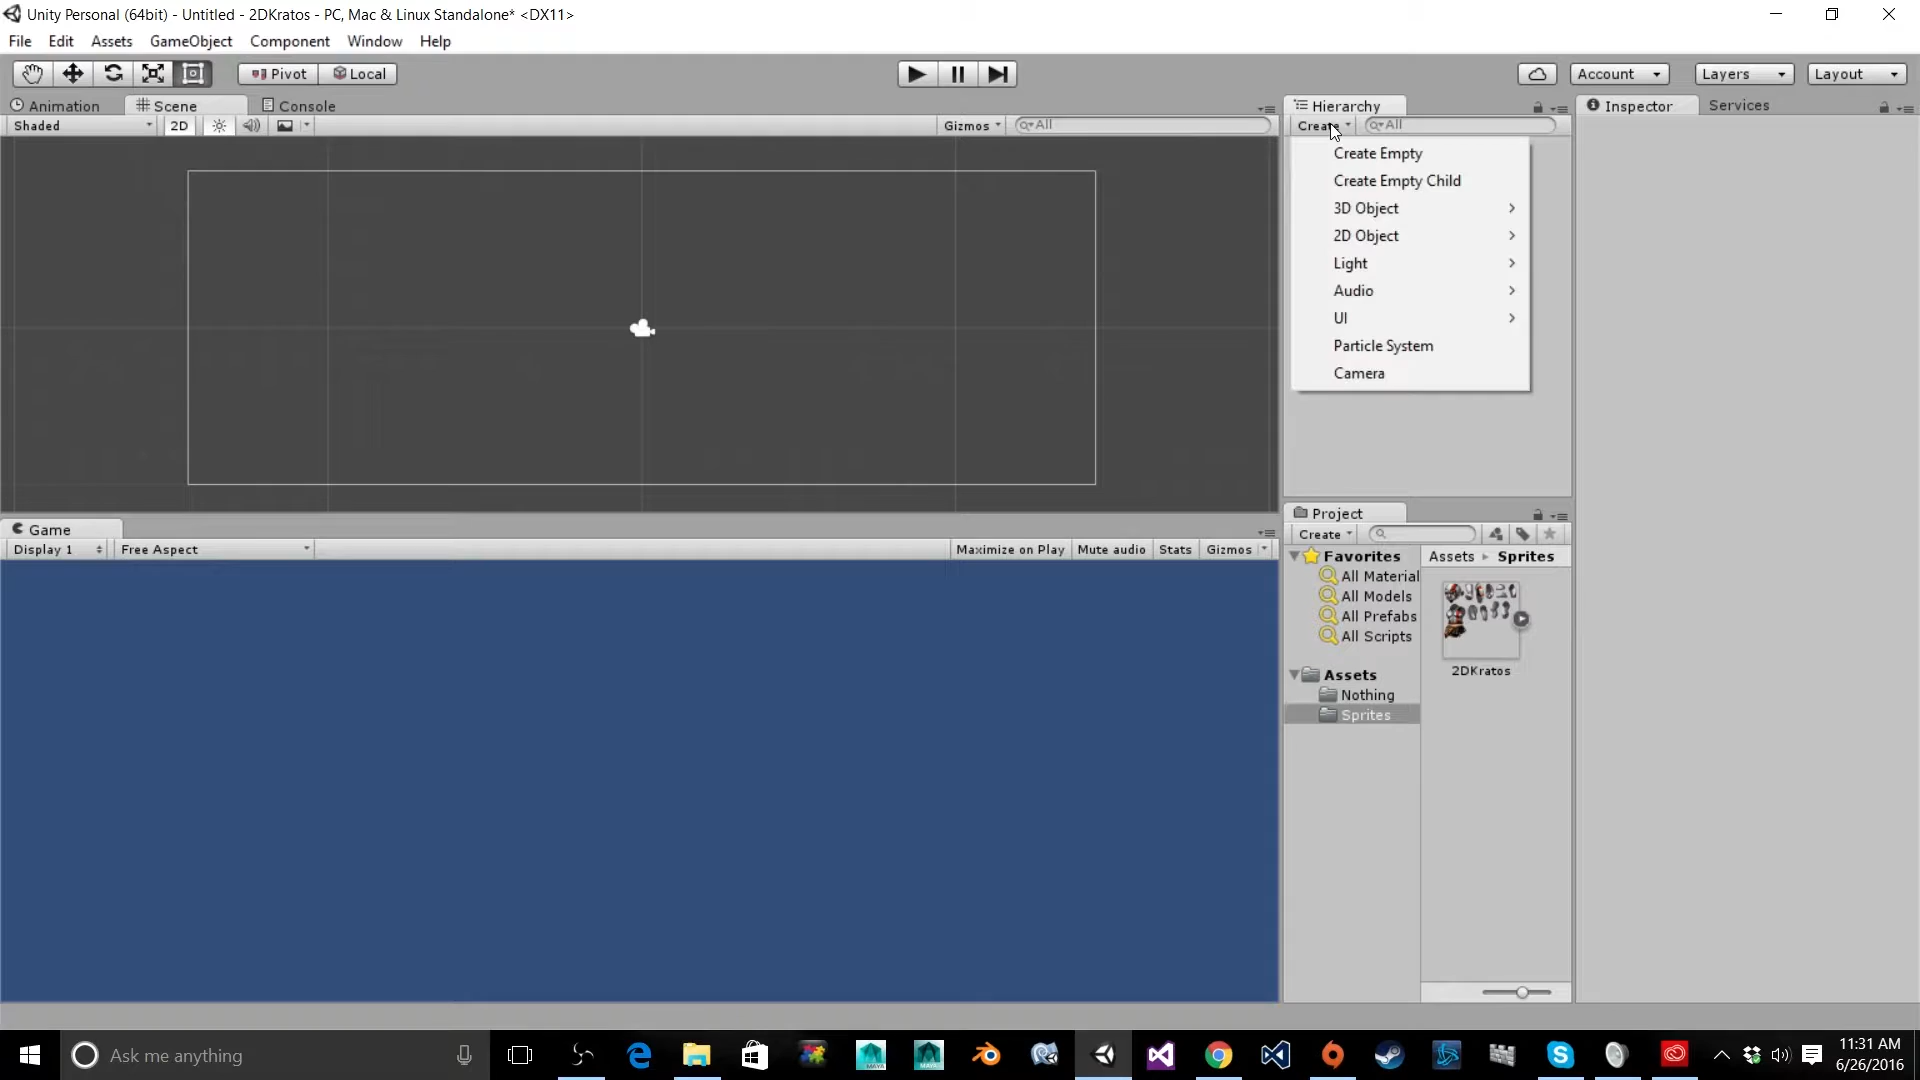 Unity Personal (64bit) - Untitled - 2DKratos - PC, Mac & Linux Standalone* <DX11>
File Edit Assets GameObject Component Window Help
Pivot Local Account Layers Layout
Animation Scene Console
Shaded 2D Gizmos All
Hierarchy
Create All
Create Empty
Create Empty Child
3D Object
2D Object
Light
Audio
UI
Particle System
Camera
Inspector Services
Game
Display 1 Free Aspect Maximize on Play Mute audio Stats Gizmos
Project
Create
Favorites
All Material
All Models
All Prefabs
All Scripts
Assets
Nothing
Sprites
Assets Sprites
2DKratos
Ask me anything
11:31 AM
6/26/2016